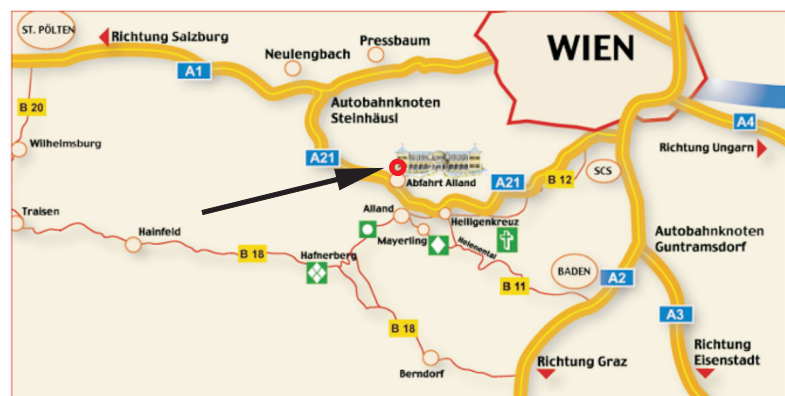 ST. PÖLTEN
Richtung Salzburg
Neulengbach
Pressbaum
WIEN
A1
Autobahnknoten
Steinhäusl
B 20
Wilhelmsburg
A21
A4
Richtung Ungarn
Abfahrt Alland
A21
B 12
SCS
Traisen
Hainfeld
Alland
Heiligenkreuz
Mayerling
Helenental
Autobahnknoten
Guntramsdorf
B 18
Hafnerberg
BADEN
A2
B 11
A3
B 18
Berndorf
Richtung Graz
Richtung
Eisenstadt